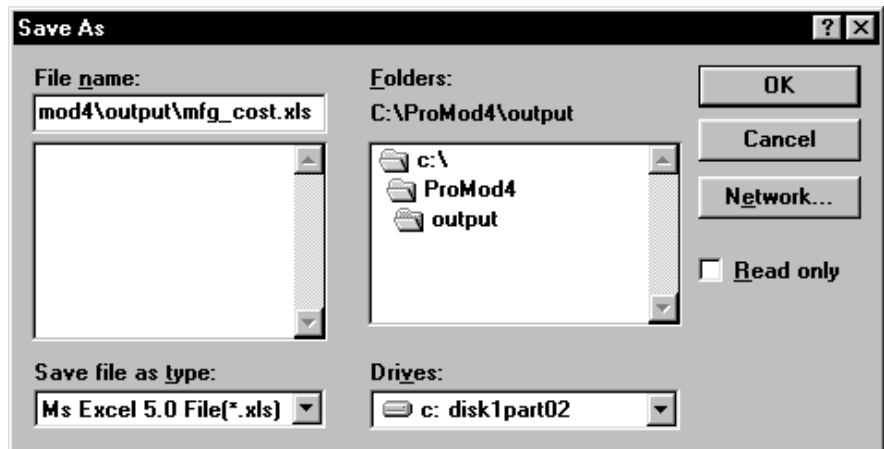 Save As
File name:
mod4\output\mfg_cost.xls
Folders:
C:\ProMod4\output
c:\
ProMod4
output
OK
Cancel
Network...
Read only
Save file as type:
Ms Excel 5.0 File(*.xls)
Drives:
c: disk1part02